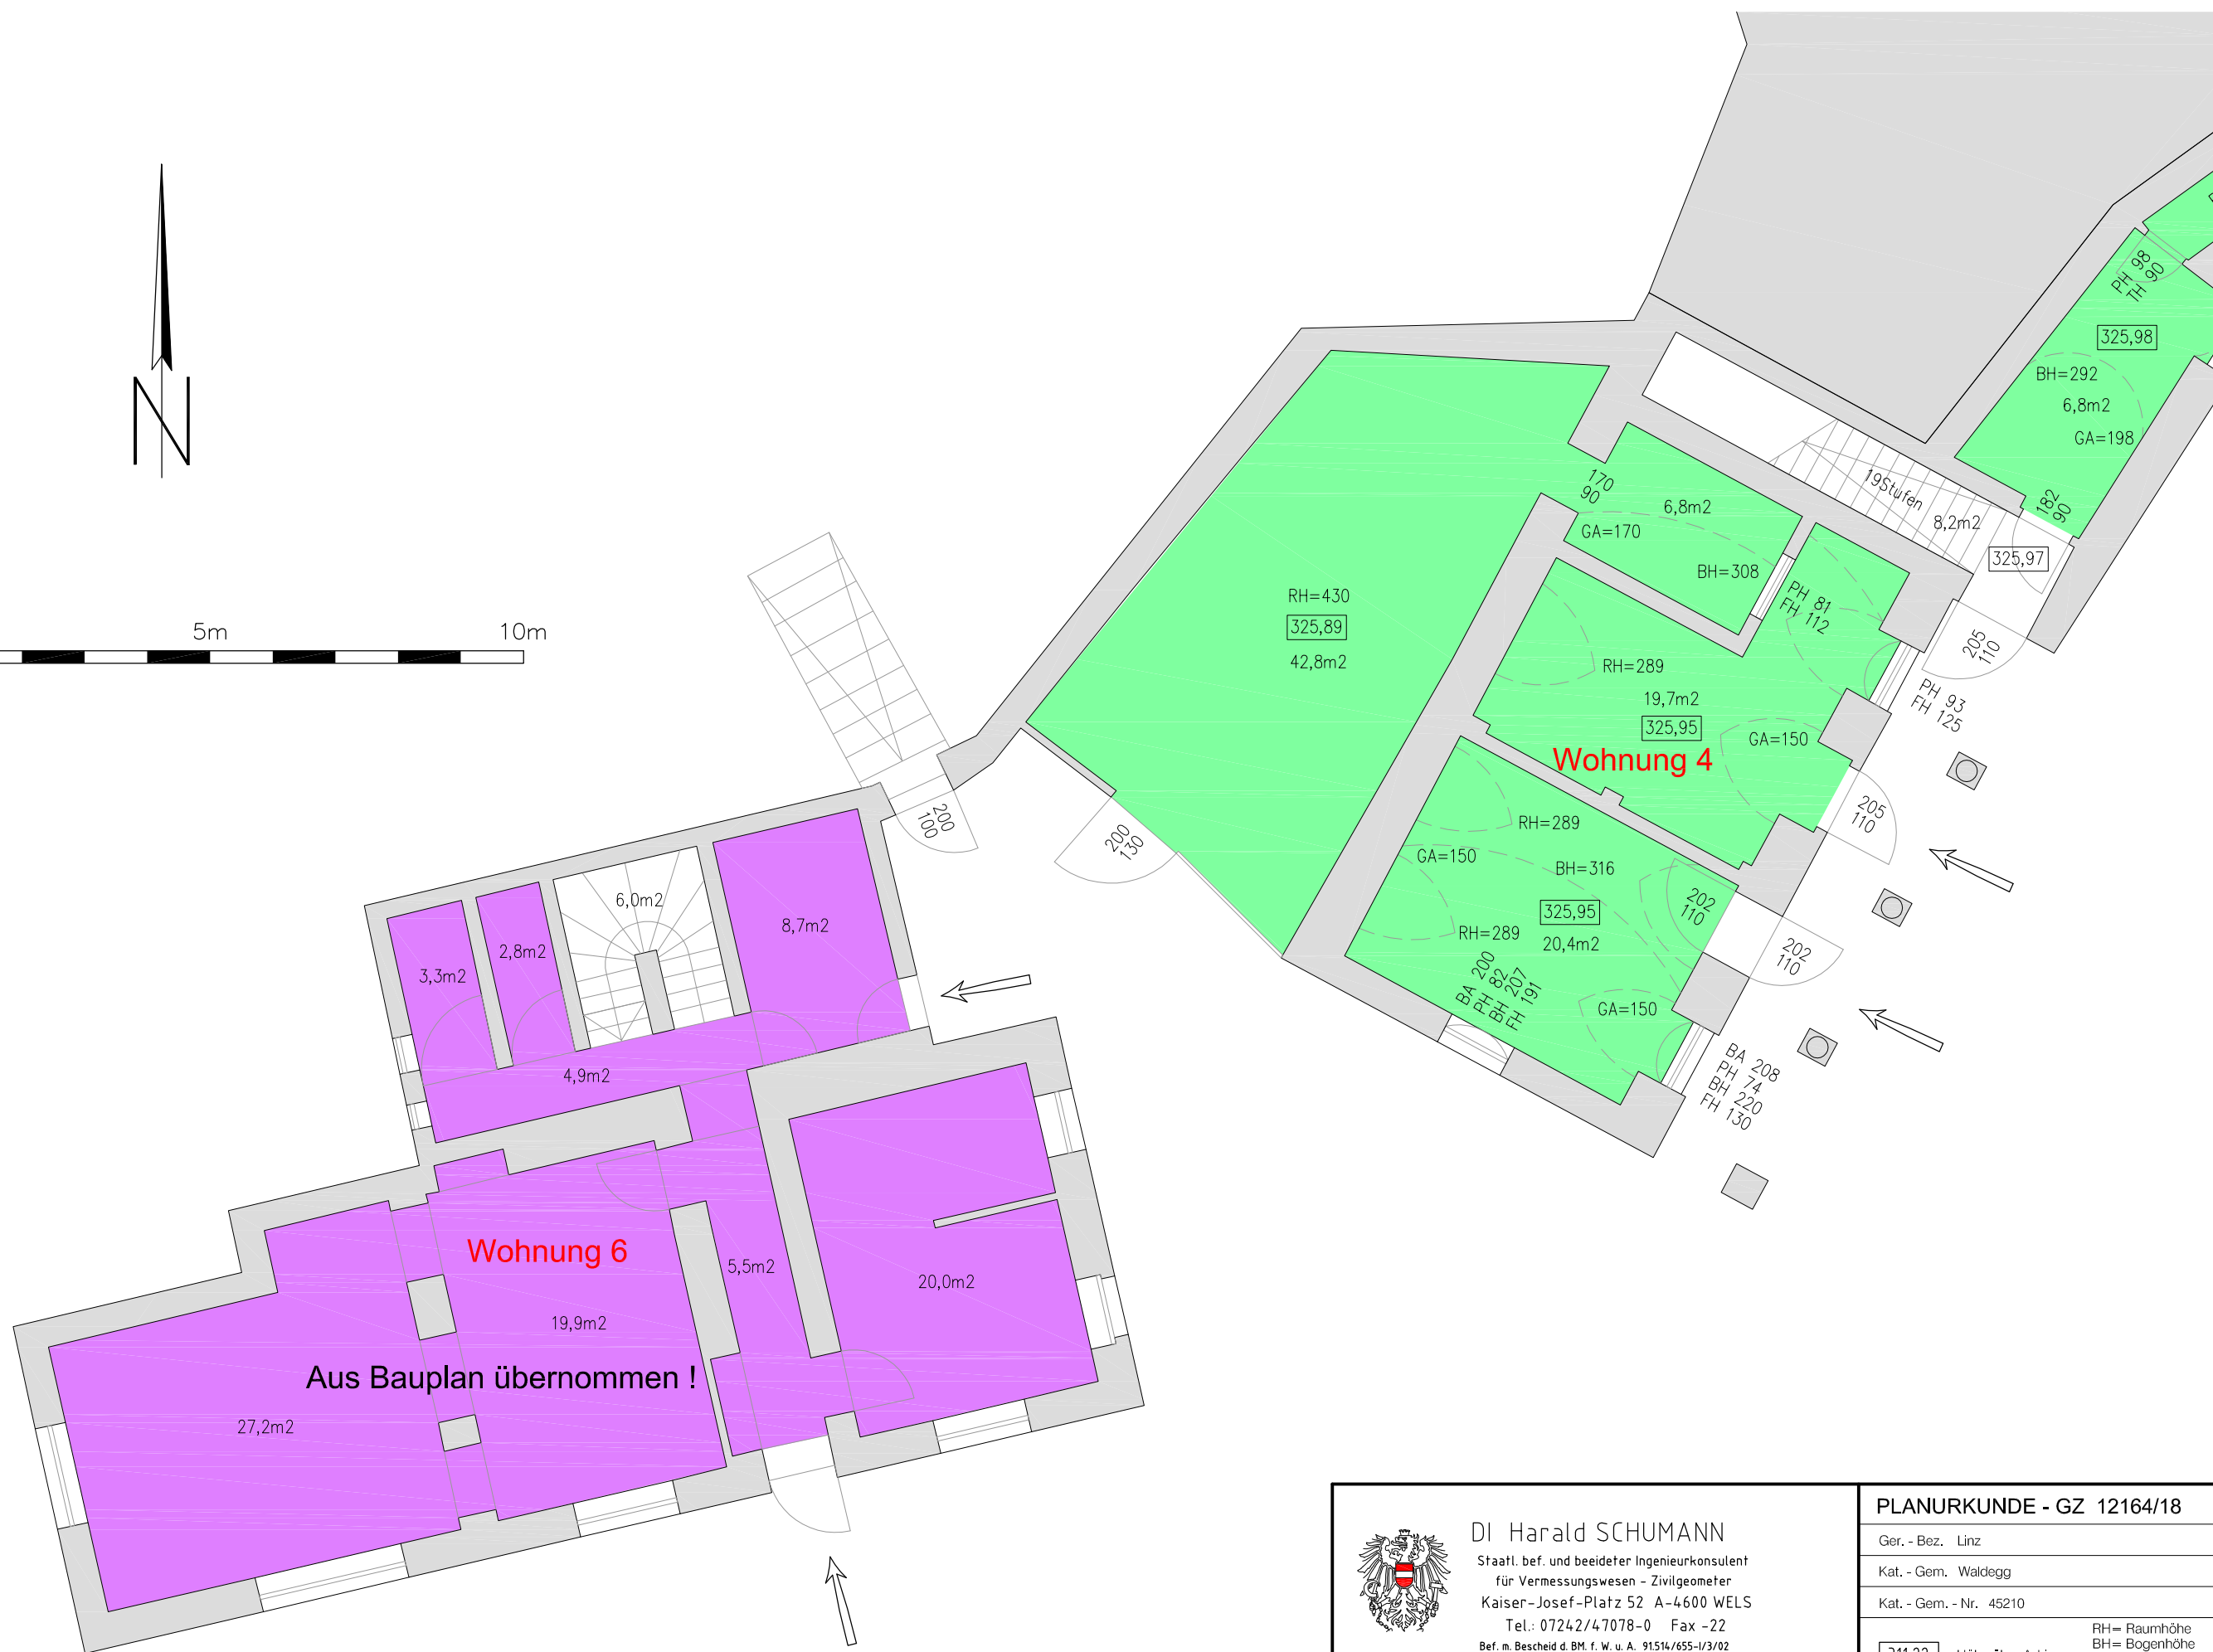 N
5m 10m
PH 98
TH 90
325,98
BH=292
6,8m2
GA=198
182
90
19Stufen
8,2m2
325,97
205
110
170
90
6,8m2
GA=170
BH=308
PH 81
FH 112
RH=430
325,89
42,8m2
RH=289
19,7m2
325,95
GA=150
Wohnung 4
PH 93
FH 125
205
110
200
100
200
130
RH=289
GA=150
BH=316
325,95
20,4m2
RH=289
202
110
202
110
BA 200
PH 82
BH 207
FH 191
GA=150
BA 208
PH 74
BH 220
FH 130
6,0m2
8,7m2
2,8m2
3,3m2
4,9m2
Wohnung 6
5,5m2
20,0m2
19,9m2
Aus Bauplan übernommen !
27,2m2
DI Harald SCHUMANN
Staatl. bef. und beeideter Ingenieurkonsulent
für Vermessungswesen - Zivilgeometer
Kaiser-Josef-Platz 52 A-4600 WELS
Tel.: 07242/47078-0 Fax -22
Bef. m. Bescheid d. BM. f. W. u. A. 91.514/655-I/3/02
PLANURKUNDE - GZ 12164/18
Ger. - Bez. Linz
Kat. - Gem. Waldegg
Kat. - Gem. - Nr. 45210
RH= Raumhöhe
BH= Bogenhöhe